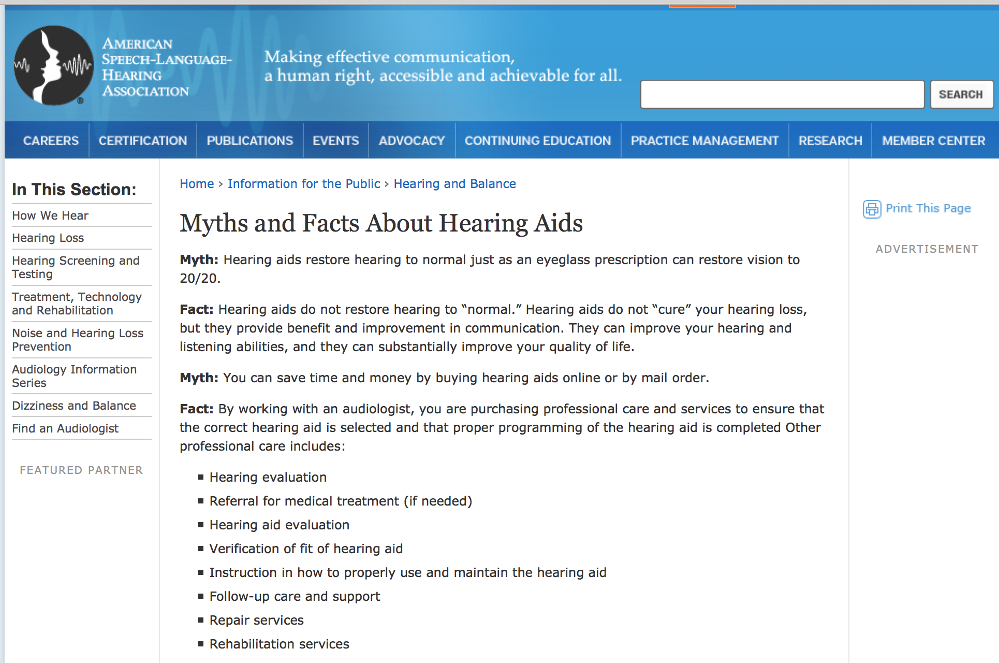 AMERICAN
SPEECH-LANGUAGE-
HEARING
ASSOCIATION
®
Making effective communication,
a human right, accessible and achievable for all.
SEARCH
CAREERS
CERTIFICATION
PUBLICATIONS
EVENTS
ADVOCACY
CONTINUING EDUCATION
PRACTICE MANAGEMENT
RESEARCH
MEMBER CENTER
In This Section:
How We Hear
Hearing Loss
Hearing Screening and
Testing
Treatment, Technology
and Rehabilitation
Noise and Hearing Loss
Prevention
Audiology Information
Series
Dizziness and Balance
Find an Audiologist
FEATURED PARTNER
Home › Information for the Public › Hearing and Balance
Myths and Facts About Hearing Aids
Myth: Hearing aids restore hearing to normal just as an eyeglass prescription can restore vision to
20/20.
Fact: Hearing aids do not restore hearing to “normal.” Hearing aids do not “cure” your hearing loss,
but they provide benefit and improvement in communication. They can improve your hearing and
listening abilities, and they can substantially improve your quality of life.
Myth: You can save time and money by buying hearing aids online or by mail order.
Fact: By working with an audiologist, you are purchasing professional care and services to ensure that
the correct hearing aid is selected and that proper programming of the hearing aid is completed Other
professional care includes:
▪ Hearing evaluation
▪ Referral for medical treatment (if needed)
▪ Hearing aid evaluation
▪ Verification of fit of hearing aid
▪ Instruction in how to properly use and maintain the hearing aid
▪ Follow-up care and support
▪ Repair services
▪ Rehabilitation services
Print This Page
ADVERTISEMENT